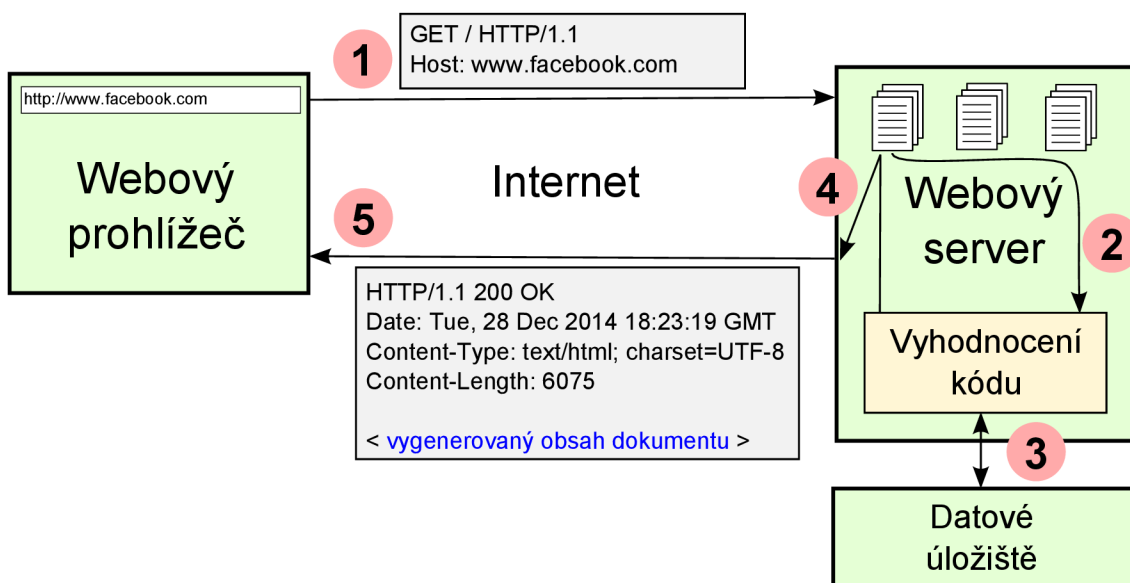 GET / HTTP/1.1
Host: www.facebook.com
1
http://www.facebook.com
Webový
prohlížeč
Internet
5
4
Webový
server
2
HTTP/1.1 200 OK
Date: Tue, 28 Dec 2014 18:23:19 GMT
Content-Type: text/html; charset=UTF-8
Content-Length: 6075
< vygenerovaný obsah dokumentu >
Vyhodnocení
kódu
3
Datové
úložiště